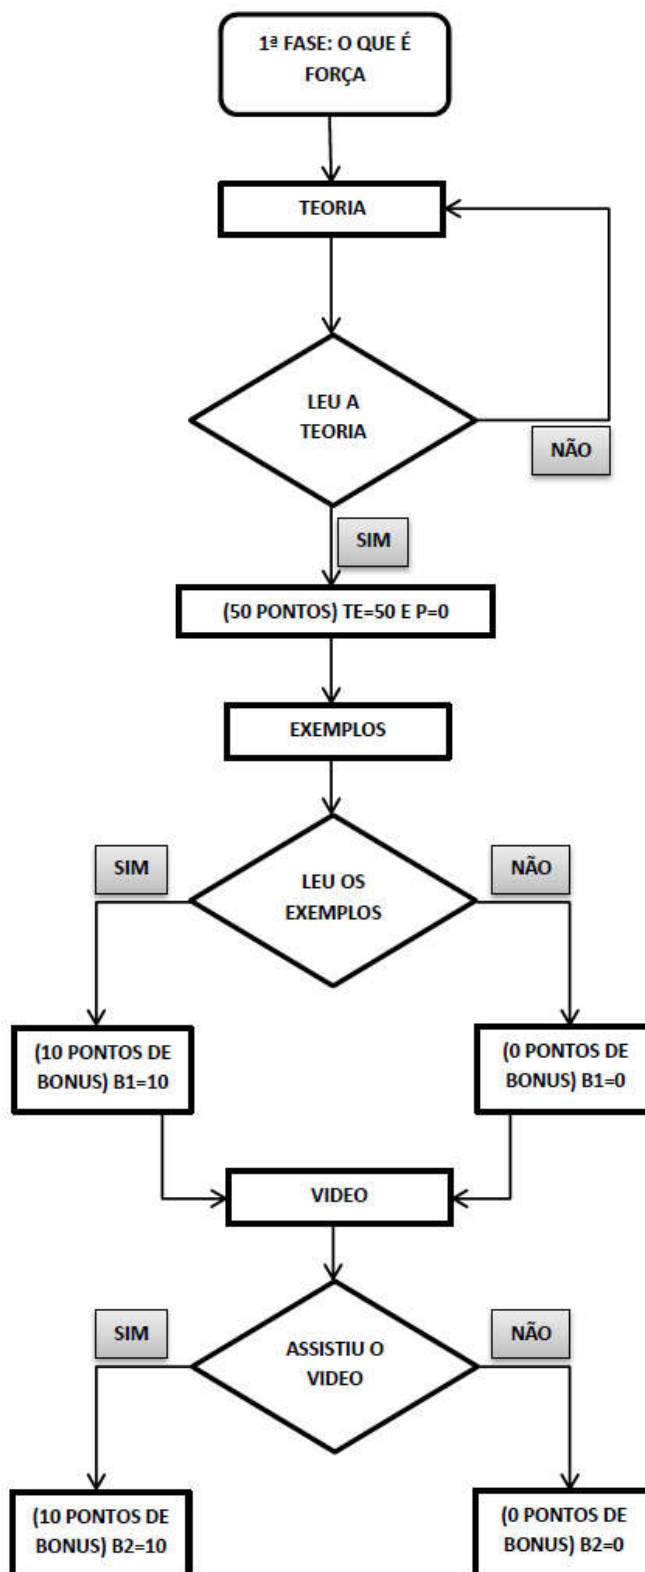 1ª FASE: O QUE É
FORÇA
TEORIA
LEU A
TEORIA
NÃO
SIM
(50 PONTOS) TE=50 E P=0
EXEMPLOS
SIM
LEU OS
EXEMPLOS
NÃO
(10 PONTOS DE
BONUS) B1=10
(0 PONTOS DE
BONUS) B1=0
VIDEO
SIM
ASSISTIU O
VIDEO
NÃO
(10 PONTOS DE
BONUS) B2=10
(0 PONTOS DE
BONUS) B2=0